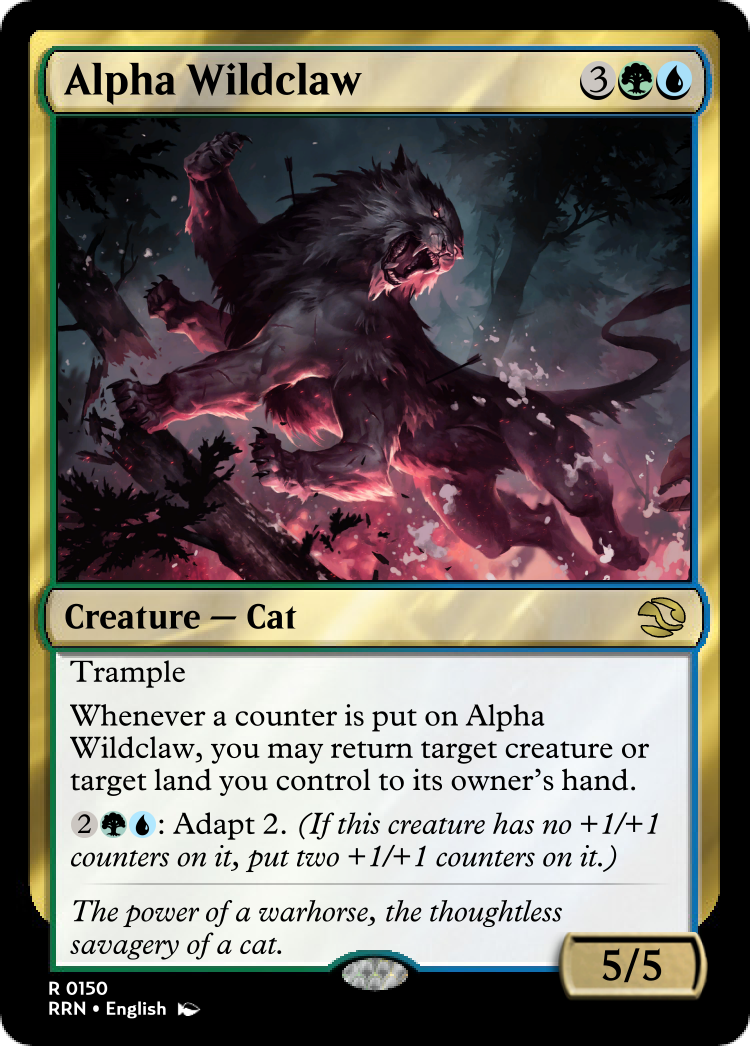 Alpha Wildclaw 3
Creature — Cat
Trample
Whenever a counter is put on Alpha
Wildclaw, you may return target creature or
target land you control to its owner's hand.
2 : Adapt 2. (If this creature has no +1/+1
counters on it, put two +1/+1 counters on it.)
The power of a warhorse, the thoughtless
savagery of a cat.
5/5
R 0150
RRN • English